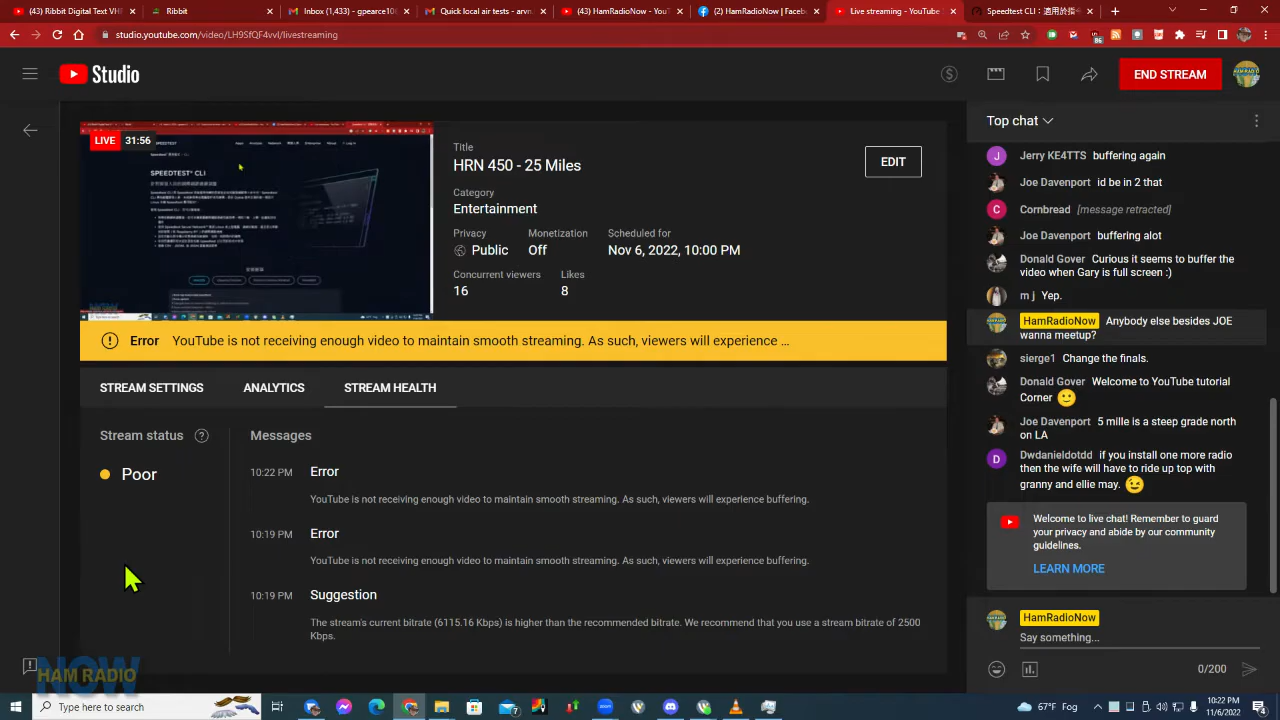 (43) Ribbit Digital Text VHF
Ribbit
Inbox (1,433) - gpearce10
Quick local air tests - arvn
(43) HamRadioNow - YouT
(2) HamRadioNow | Faceb
Live streaming - YouTube
Speedtest CLI
studio.youtube.com/video/LH9SfQF4vvI/livestreaming
Studio
END STREAM
LIVE 31:56
SPEEDTEST
SPEEDTEST® CLI
Title
HRN 450 - 25 Miles
EDIT
Category
Entertainment
Privacy Monetization Scheduled for
Public Off Nov 6, 2022, 10:00 PM
Concurrent viewers Likes
16 8
Error YouTube is not receiving enough video to maintain smooth streaming. As such, viewers will experience ...
STREAM SETTINGS ANALYTICS STREAM HEALTH
Stream status
Poor
Messages
10:22 PM Error
YouTube is not receiving enough video to maintain smooth streaming. As such, viewers will experience buffering.
10:19 PM Error
YouTube is not receiving enough video to maintain smooth streaming. As such, viewers will experience buffering.
10:19 PM Suggestion
The stream's current bitrate (6115.16 Kbps) is higher than the recommended bitrate. We recommend that you use a stream bitrate of 2500
Kbps.
Top chat
Jerry KE4TTS buffering again
Joe Davenport id be in 2 that
Cornbread [message retracted]
Joe Davenport buffering alot
Donald Gover Curious it seems to buffer the
video when Gary is full screen :)
m j hmm.
HamRadioNow Anybody else besides JOE
wanna meetup?
sierge1 Change the finals.
Donald Gover Welcome to YouTube tutorial
Corner
Joe Davenport 5 mille is a steep grade north
on LA
Dwdanieldotdd if you install one more radio
then the wife will have to ride up top with
granny and ellie may.
Welcome to live chat! Remember to guard
your privacy and abide by our community
guidelines.
LEARN MORE
HamRadioNow
Say something...
0/200
NOW
HAM RADIO
Type here to search
67°F Fog
10:22 PM
11/6/2022